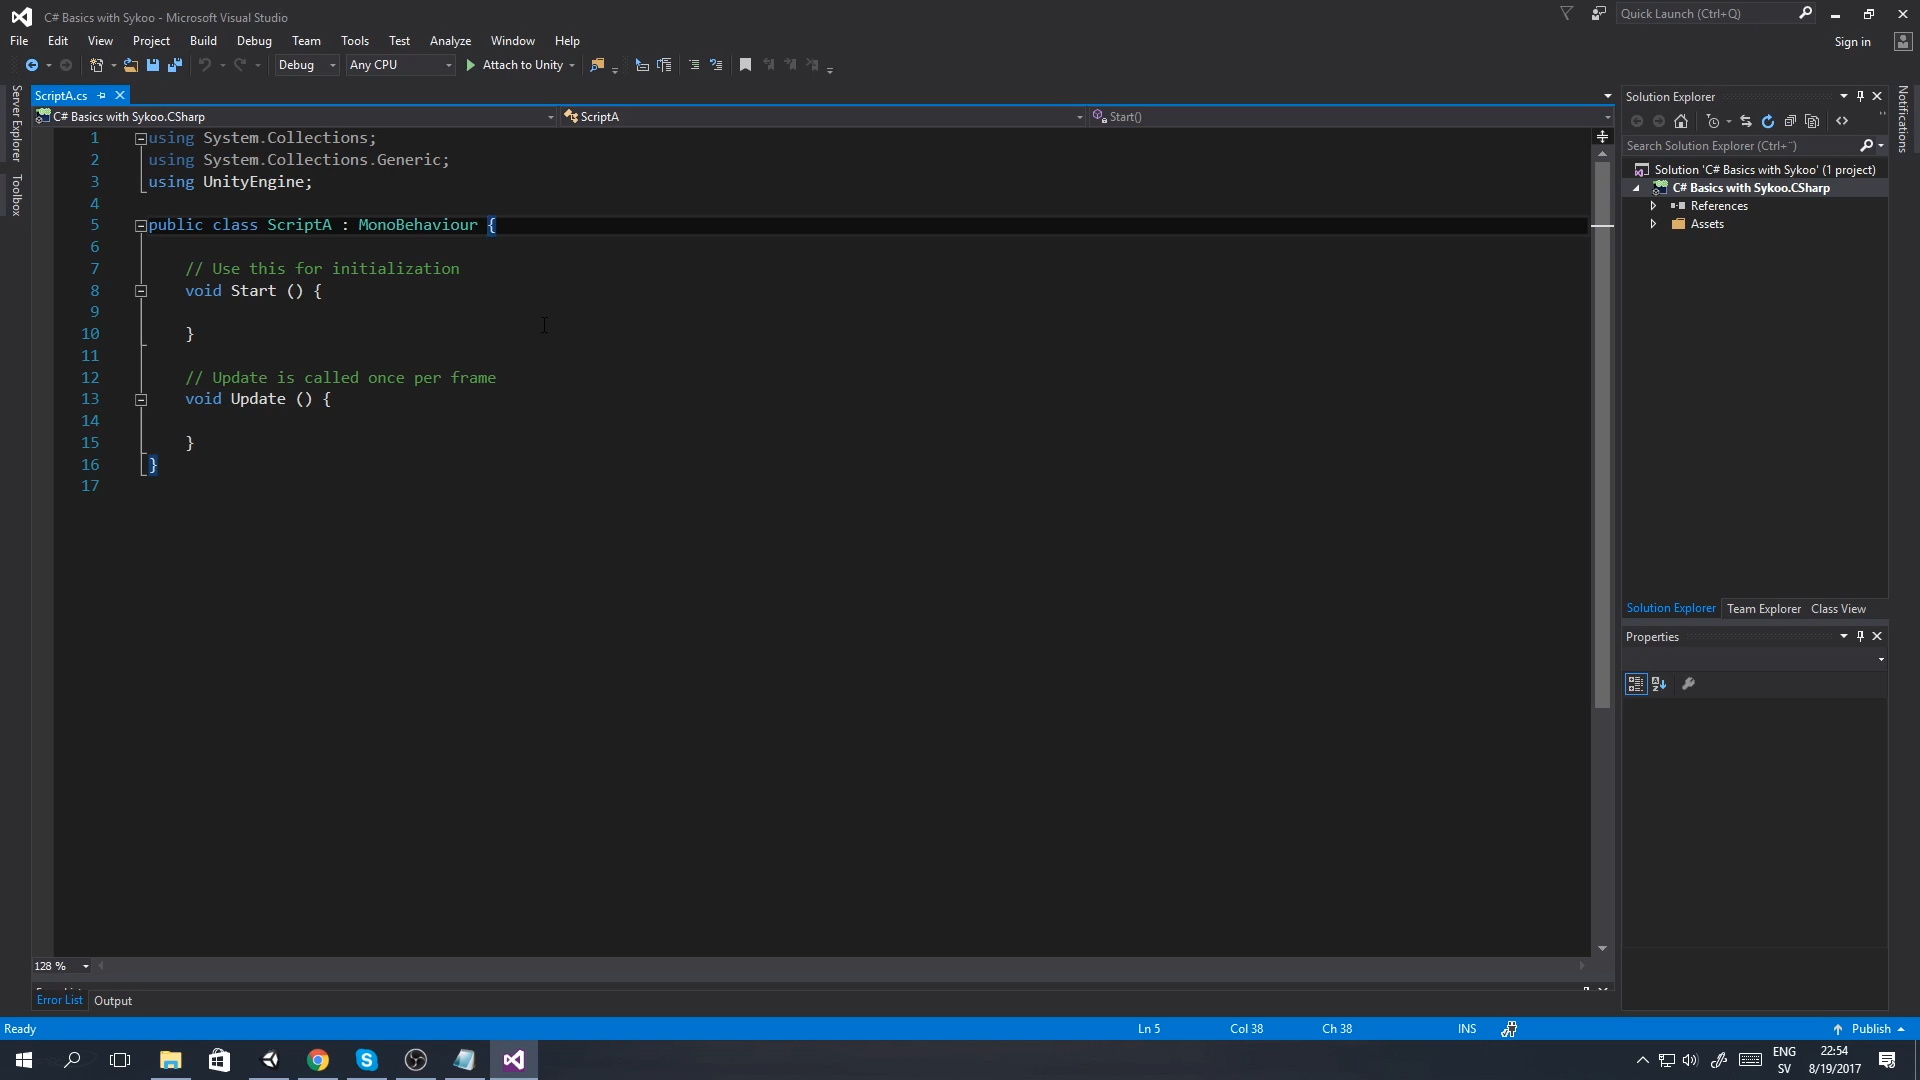 C# Basics with Sykoo - Microsoft Visual Studio
Quick Launch (Ctrl+Q)
File Edit View Project Build Debug Team Tools Test Analyze Window Help
Sign in
Debug Any CPU Attach to Unity
Server Explorer
Toolbox
ScriptA.cs
C# Basics with Sykoo.CSharp ScriptA Start()
1 using System.Collections;
2 using System.Collections.Generic;
3 using UnityEngine;
4
5 public class ScriptA : MonoBehaviour {
6
7 // Use this for initialization
8 void Start () {
9
10 }
11
12 // Update is called once per frame
13 void Update () {
14
15 }
16 }
17
128 %
Error List Output
Solution Explorer
Search Solution Explorer (Ctrl+¨)
Solution 'C# Basics with Sykoo' (1 project)
C# Basics with Sykoo.CSharp
References
Assets
Solution Explorer Team Explorer Class View
Properties
Notifications
Ready Ln 5 Col 38 Ch 38 INS Publish
ENG
SV
22:54
8/19/2017